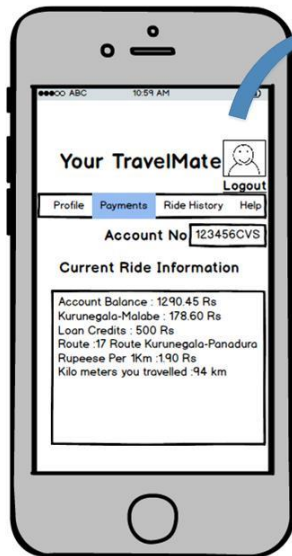 ABC 10:59 AM
Your TravelMate
Logout
Profile Payments Ride History Help
Account No 123456CVS
Current Ride Information
Account Balance : 1290.45 Rs
Kurunegala-Malabe : 178.60 Rs
Loan Credits : 500 Rs
Route :17 Route Kurunegala-Panadura
Rupeese Per 1Km :1.90 Rs
Kilo meters you travelled :94 km